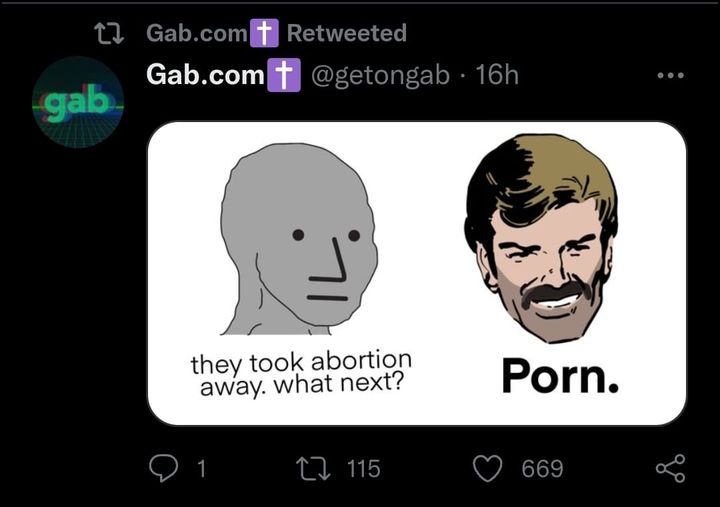 Gab.com✝️ Retweeted
Gab.com✝️ @getongab · 16h
gab
they took abortion
away. what next?
Porn.
1 115 669